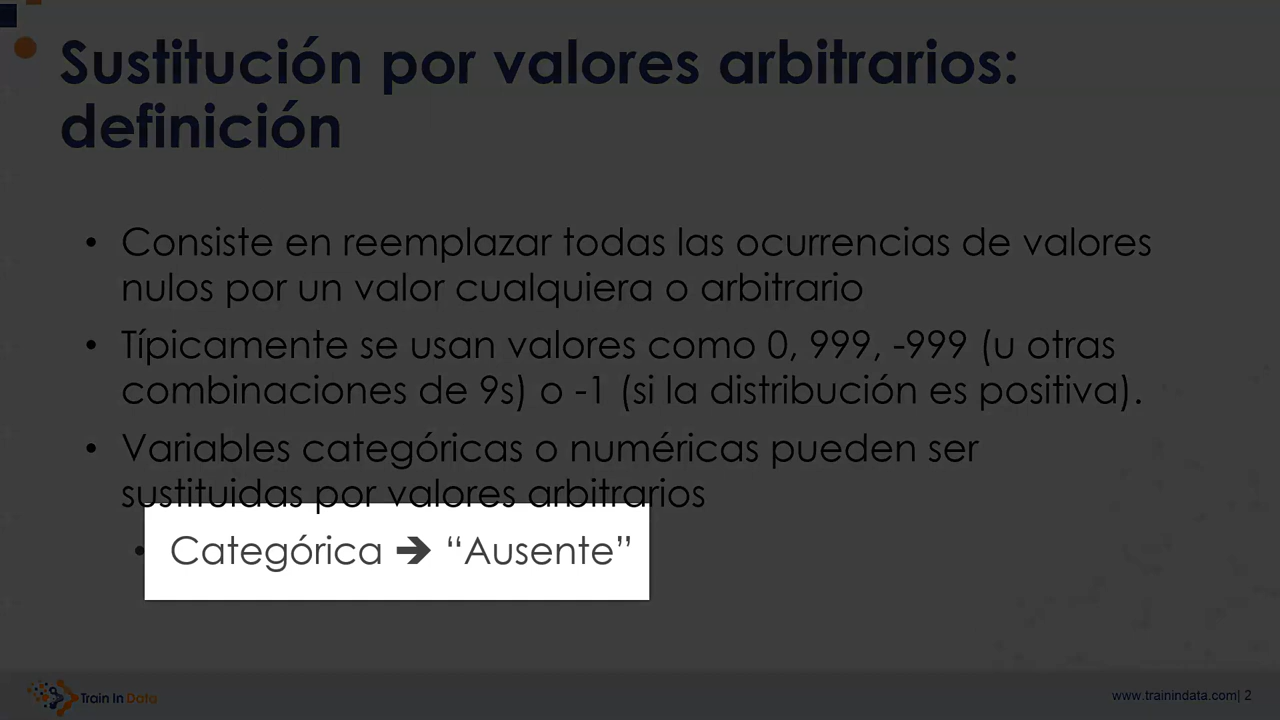 Sustitución por valores arbitrarios:
definición
• Consiste en reemplazar todas las ocurrencias de valores
nulos por un valor cualquiera o arbitrario
• Típicamente se usan valores como 0, 999, -999 (u otras
combinaciones de 9s) o -1 (si la distribución es positiva).
• Variables categóricas o numéricas pueden ser
sustituidas por valores arbitrarios
• Categórica ➔ “Ausente”
Train In Data
www.trainindata.com| 2